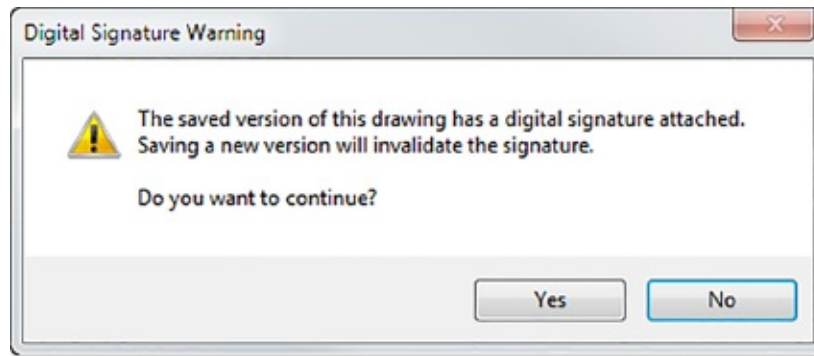 Digital Signature Warning
The saved version of this drawing has a digital signature attached.
Saving a new version will invalidate the signature.
Do you want to continue?
Yes
No